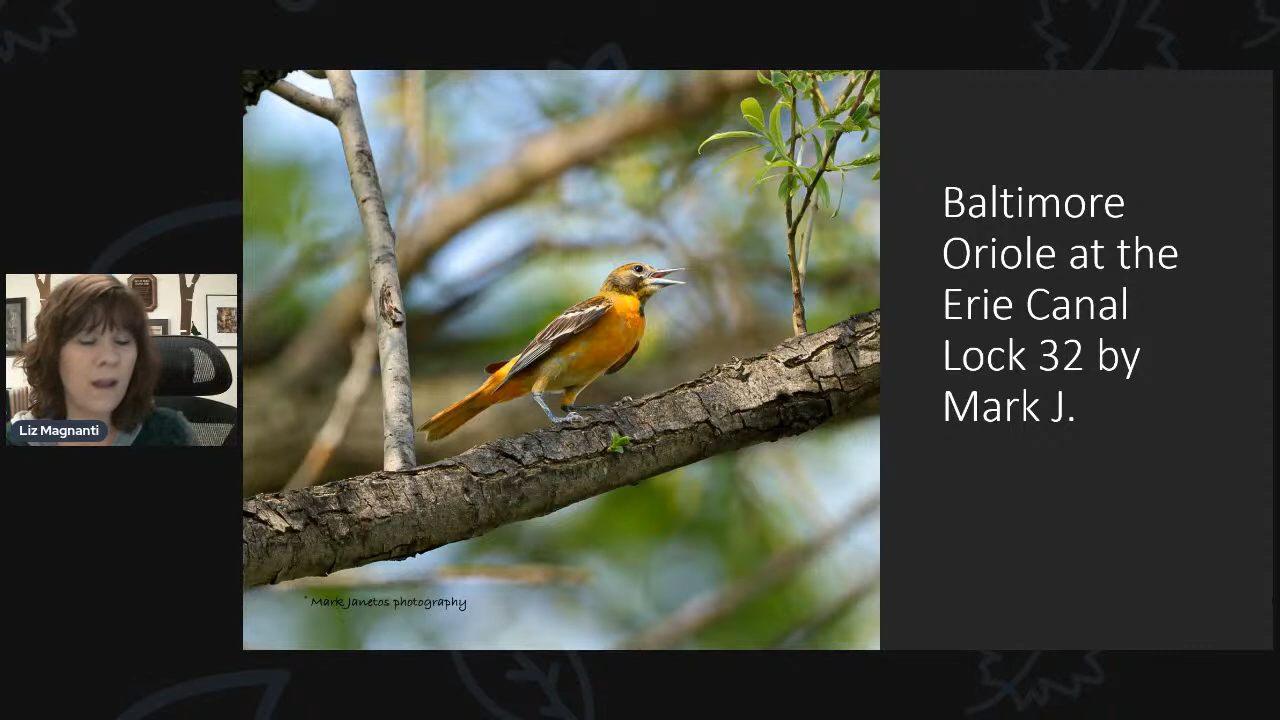 Baltimore
Oriole at the
Erie Canal
Lock 32 by
Mark J.
Liz Magnanti
Mark Janetos photography